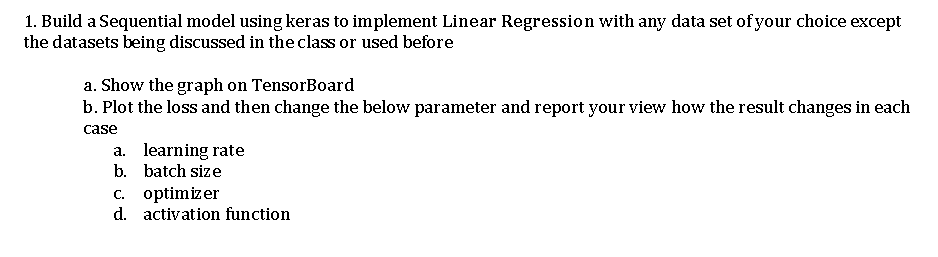 1. Build a Sequential model using keras to implement Linear Regression with any data set of your choice except
the datasets being discussed in the class or used before
a. Show the graph on TensorBoard
b. Plot the loss and then change the below parameter and report your view how the result changes in each
case
a. learning rate
b. batch size
c. optimizer
d. activation function